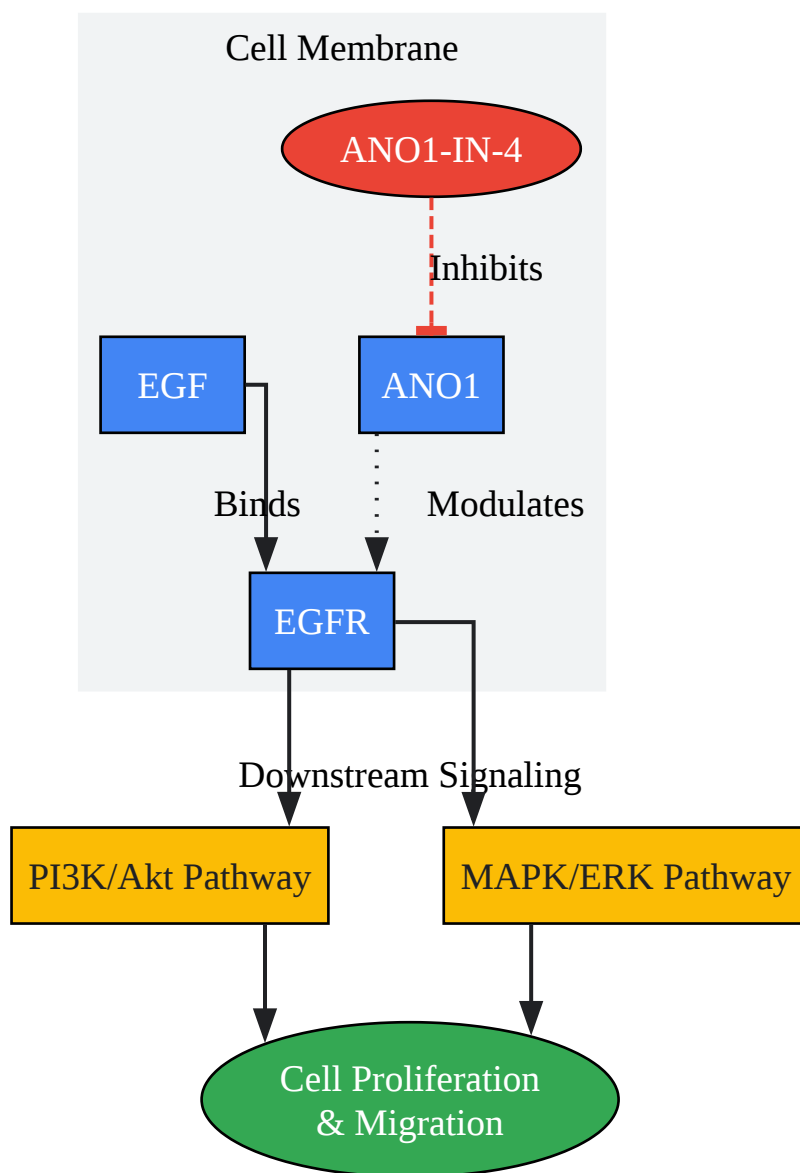 Cell Membrane
ANO1-IN-4
Inhibits
EGF
ANO1
Binds
Modulates
EGFR
Downstream Signaling
PI3K/Akt Pathway
MAPK/ERK Pathway
Cell Proliferation
& Migration